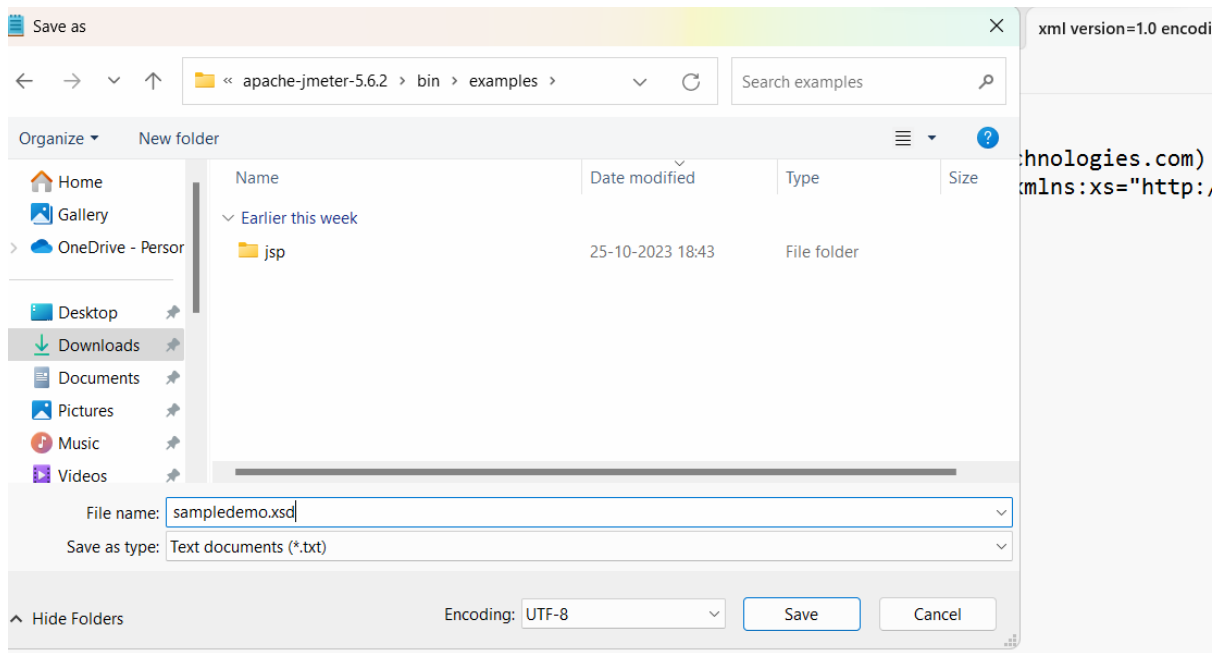 Save as
xml version=1.0 encodi
« apache-jmeter-5.6.2 > bin > examples >
Search examples
Organize
New folder
?
chnologies.com)
xmlns:xs="http:/
Home
Gallery
OneDrive - Persor
Desktop
Downloads
Documents
Pictures
Music
Videos
Name
Date modified
Type
Size
Earlier this week
jsp
25-10-2023 18:43
File folder
File name: sampledemo.xsd
Save as type: Text documents (*.txt)
Hide Folders
Encoding: UTF-8
Save
Cancel